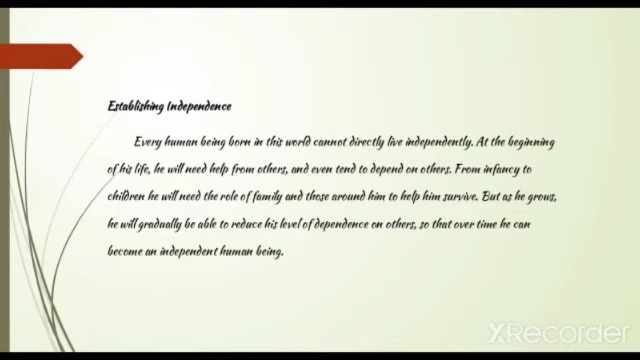 Establishing Independence
Every human being born in this world cannot directly live independently. At the beginning
of his life, he will need help from others, and even tend to depend on others. From infancy to
children he will need the role of family and those around him to help him survive. But as he grows,
he will gradually be able to reduce his level of dependence on others, so that over time he can
become an independent human being.
XRecorder